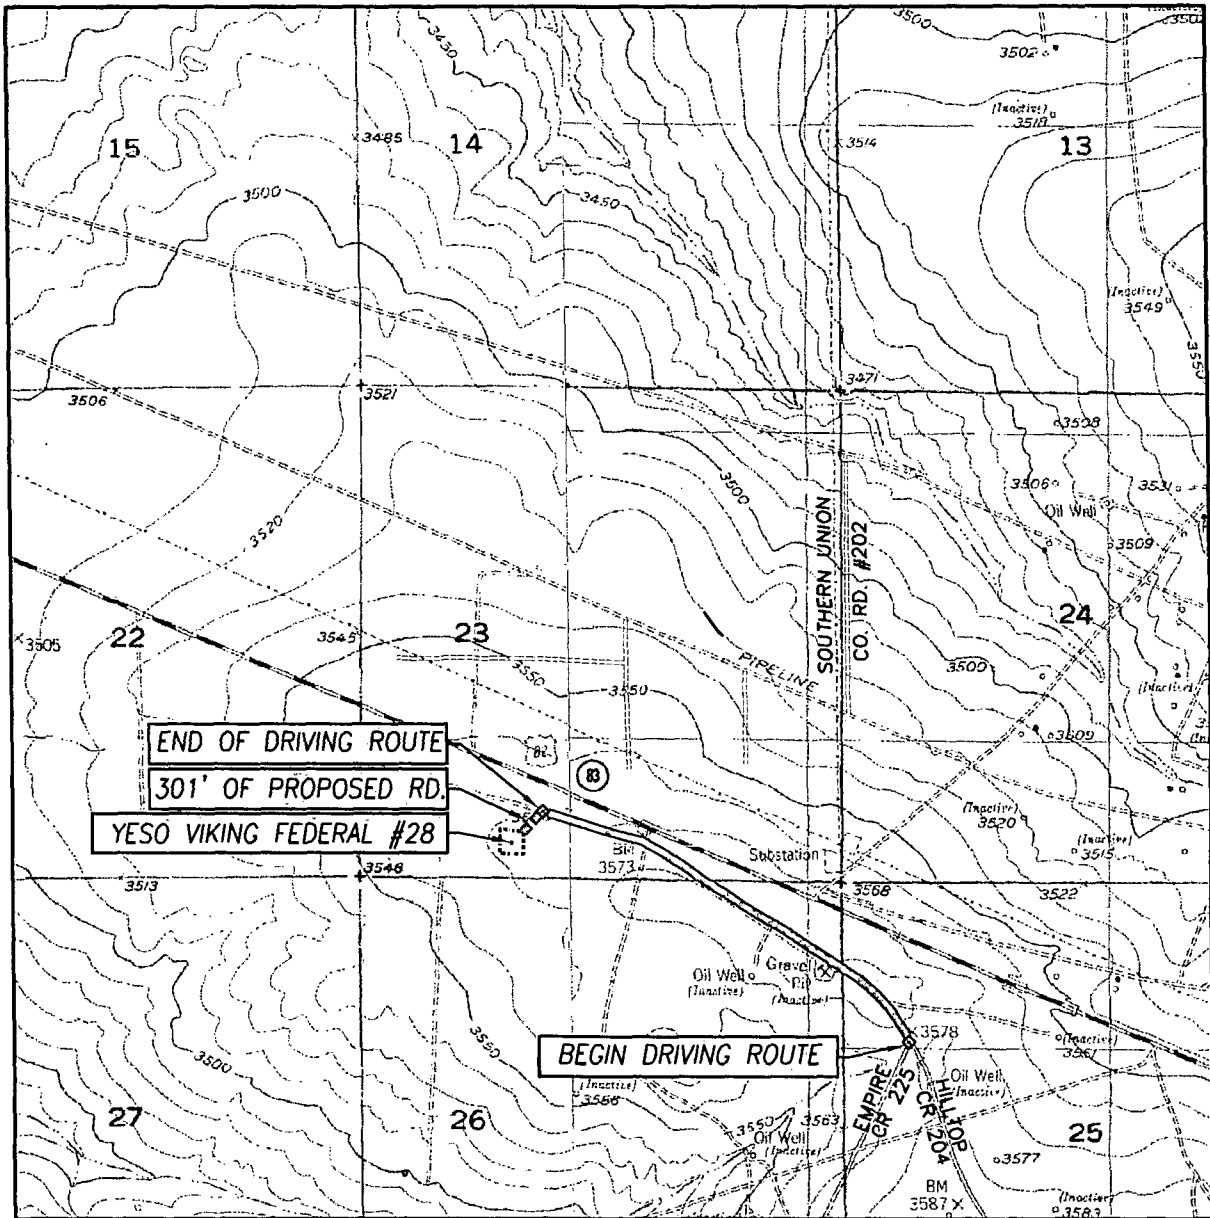 3500
3502
3502
3450
(Inactive)
3518
15
3485
14
3514
13
3500
3450
(Inactive)
3549
3550
3506
3521
3471
3508
3500
3506
3531
Oil Well
3509
3520
SOUTHERN UNION
CO. RD. #202
3505
22
3545
23
24
3550
PIPELINE
3500
3550
(Inactive)
END OF DRIVING ROUTE
82
3509
301' OF PROPOSED RD.
83
(Inactive)
3520
YESO VIKING FEDERAL #28
BM
3573
Substation
(Inactive)
3515
3513
3546
3568
3522
Oil Well
(Inactive)
Gravel
Pit
(Inactive)
3578
3550
BEGIN DRIVING ROUTE
(Inactive)
3561
3500
(Inactive)
3566
EMPIRE
CR 225
HILLTOP
CR 204
Oil Well
(Inactive)
27
26
3550
3563
Oil Well
(Inactive)
25
3577
BM
3587
(Inactive)
3583